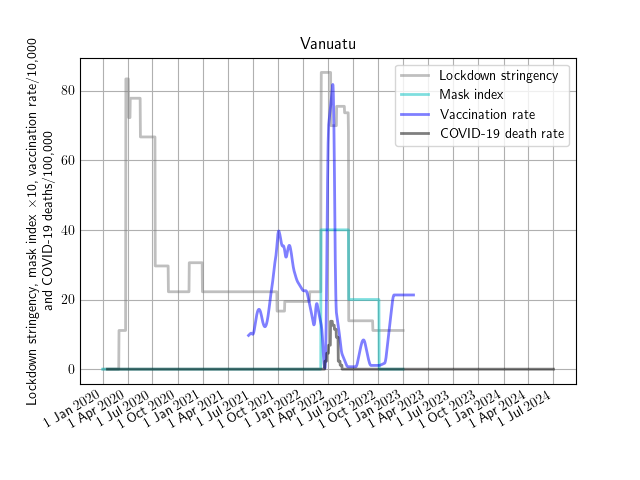 Vanuatu
Lockdown stringency, mask index ×10, vaccination rate/10,000
and COVID-19 deaths/100,000
Lockdown stringency
Mask index
Vaccination rate
COVID-19 death rate
80
60
40
20
0
1 Jan 2020
1 Apr 2020
1 Jul 2020
1 Oct 2020
1 Jan 2021
1 Apr 2021
1 Jul 2021
1 Oct 2021
1 Jan 2022
1 Apr 2022
1 Jul 2022
1 Oct 2022
1 Jan 2023
1 Apr 2023
1 Jul 2023
1 Oct 2023
1 Jan 2024
1 Apr 2024
1 Jul 2024